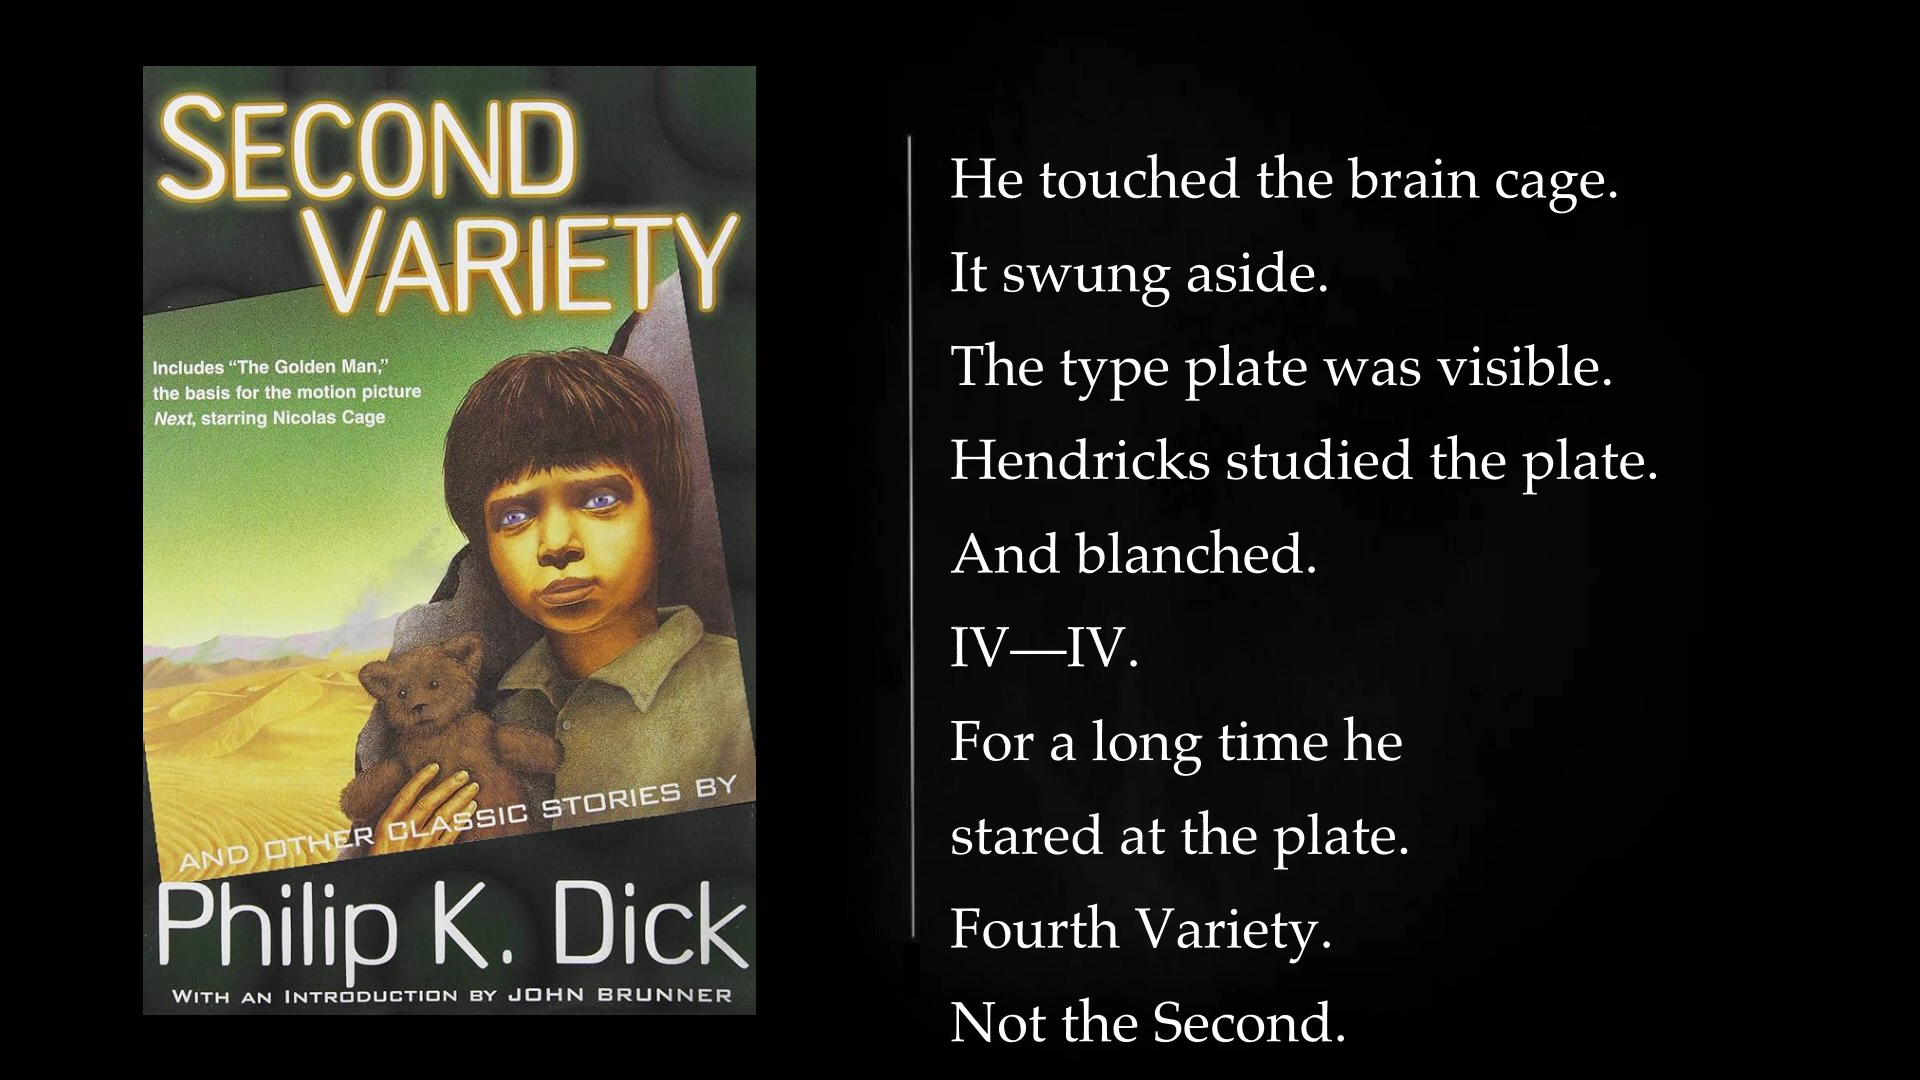 SECOND
VARIETY
Includes “The Golden Man,”
the basis for the motion picture
Next, starring Nicolas Cage
AND OTHER CLASSIC STORIES BY
Philip K. Dick
WITH AN INTRODUCTION BY JOHN BRUNNER
He touched the brain cage.
It swung aside.
The type plate was visible.
Hendricks studied the plate.
And blanched.
IV—IV.
For a long time he
stared at the plate.
Fourth Variety.
Not the Second.